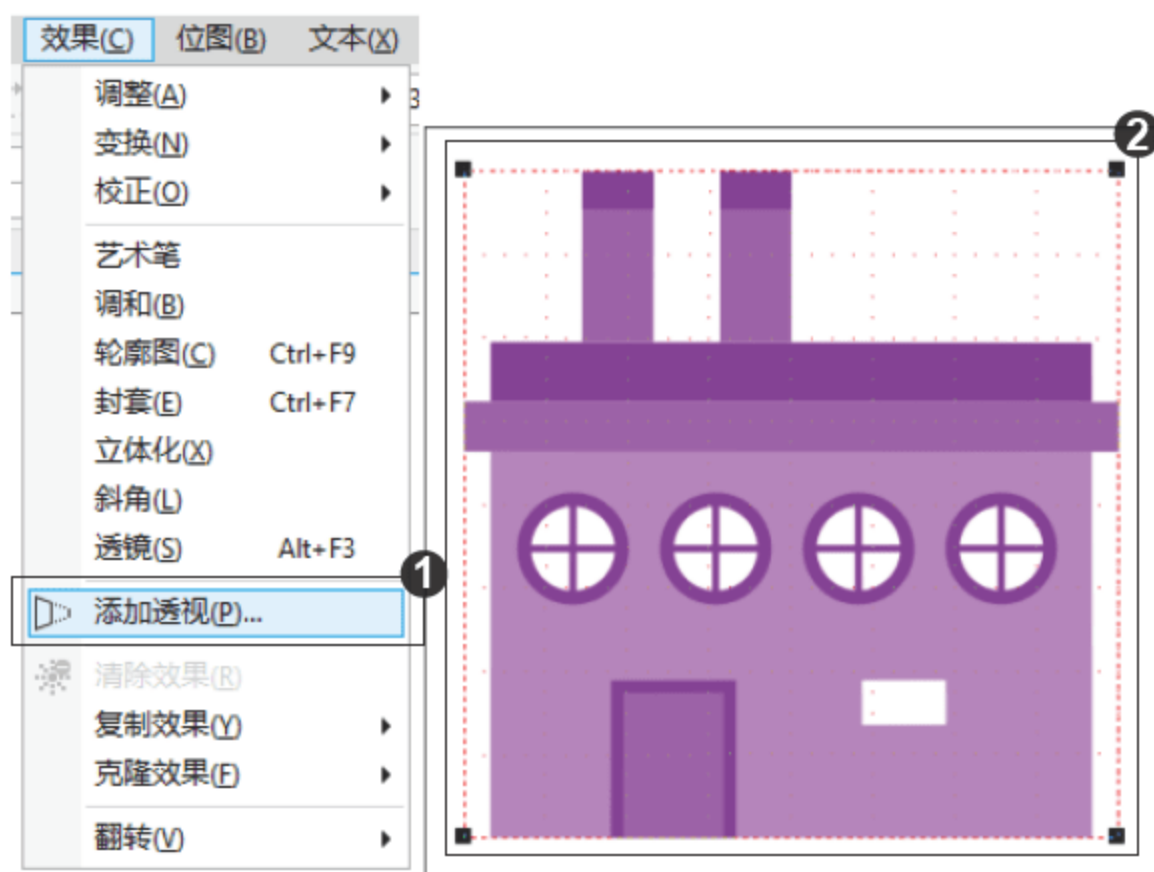 效果(C) 位图(B) 文本(X)
调整(A)
变换(N)
校正(O)
艺术笔
调和(B)
轮廓图(C) Ctrl+F9
封套(E) Ctrl+F7
立体化(X)
斜角(L)
透镜(S) Alt+F3
1
添加透视(P)...
清除效果(R)
复制效果(Y)
克隆效果(F)
翻转(V)
2